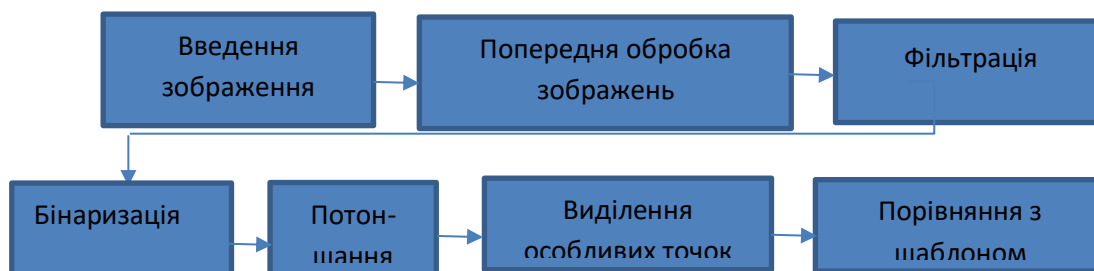 Введення
зображення
Попередня обробка
зображень
Фільтрація
Бінаризація
Потон-
шання
Виділення
особливих точок
Порівняння з
шаблоном